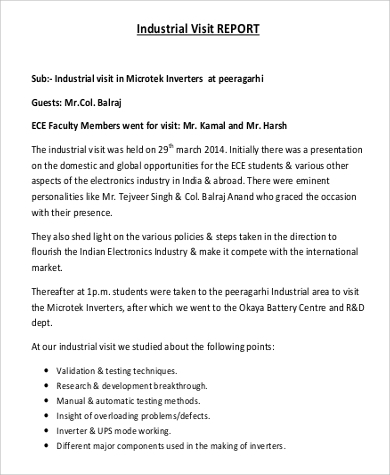 Industrial Visit REPORT
Sub:- Industrial visit in Microtek Inverters at peeragarhi
Guests: Mr.Col. Balraj
ECE Faculty Members went for visit: Mr. Kamal and Mr. Harsh
The industrial visit was held on 29th march 2014. Initially there was a presentation
on the domestic and global opportunities for the ECE students & various other
aspects of the electronics industry in India & abroad. There were eminent
personalities like Mr. Tejveer Singh & Col. Balraj Anand who graced the occasion
with their presence.
They also shed light on the various policies & steps taken in the direction to
flourish the Indian Electronics Industry & make it compete with the international
market.
Thereafter at 1p.m. students were taken to the peeragarhi Industrial area to visit
the Microtek Inverters, after which we went to the Okaya Battery Centre and R&D
dept.
At our industrial visit we studied about the following points:
• Validation & testing techniques.
• Research & development breakthrough.
• Manual & automatic testing methods.
• Insight of overloading problems/defects.
• Inverter & UPS mode working.
• Different major components used in the making of inverters.